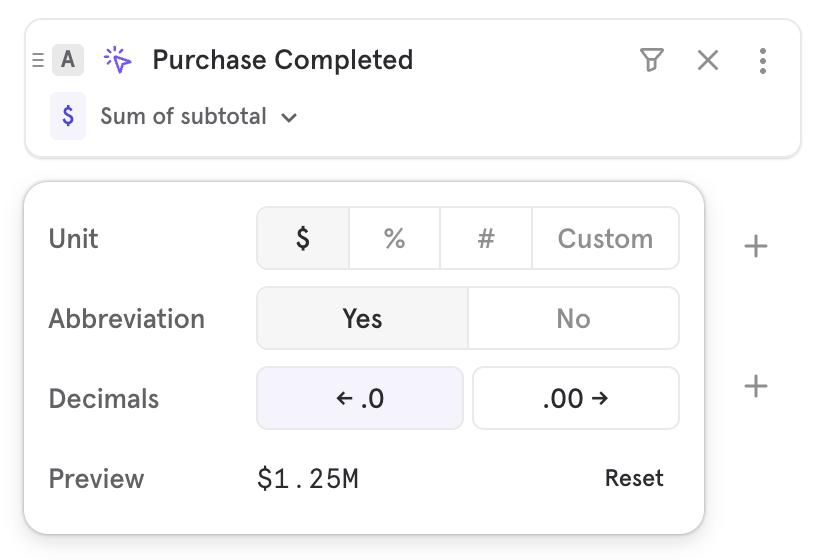 A Purchase Completed
$ Sum of subtotal
Unit $ % # Custom
Abbreviation Yes No
Decimals ← .0 .00 →
Preview $1.25M Reset